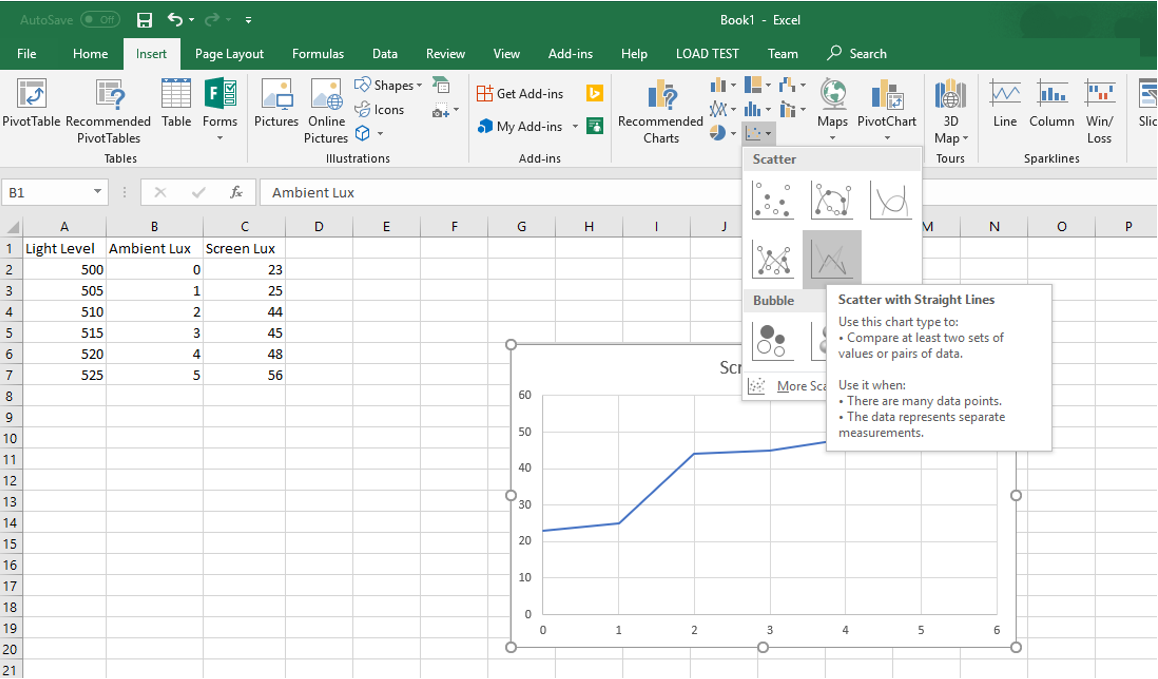 AutoSave Off
Book1 - Excel
File Home Insert Page Layout Formulas Data Review View Add-ins Help LOAD TEST Team Search
PivotTable
Recommended
PivotTables
Table
Forms
Tables
Pictures
Online
Pictures
Shapes
Icons
Illustrations
Get Add-ins
My Add-ins
Add-ins
Recommended
Charts
Maps
PivotChart
3D
Map
Tours
Line
Column
Win/
Loss
Sparklines
Slic
Scatter
Bubble
More Sca
Scatter with Straight Lines
Use this chart type to:
• Compare at least two sets of
values or pairs of data.
Use it when:
• There are many data points.
• The data represents separate
measurements.
B1
fx
Ambient Lux
A B C D E F G H I J M N O P
1 Light Level Ambient Lux Screen Lux
2 500 0 23
3 505 1 25
4 510 2 44
5 515 3 45
6 520 4 48
7 525 5 56
8
9
10
11
12
13
14
15
16
17
18
19
20
21
Scr
60
50
40
30
20
10
0
0 1 2 3 4 5 6